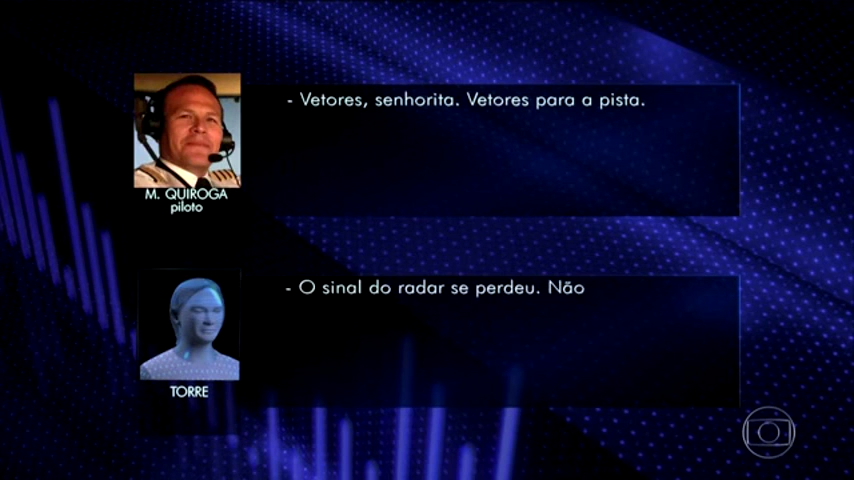 - Vetores, senhorita. Vetores para a pista.
M. QUIROGA
piloto
- O sinal do radar se perdeu. Não
TORRE